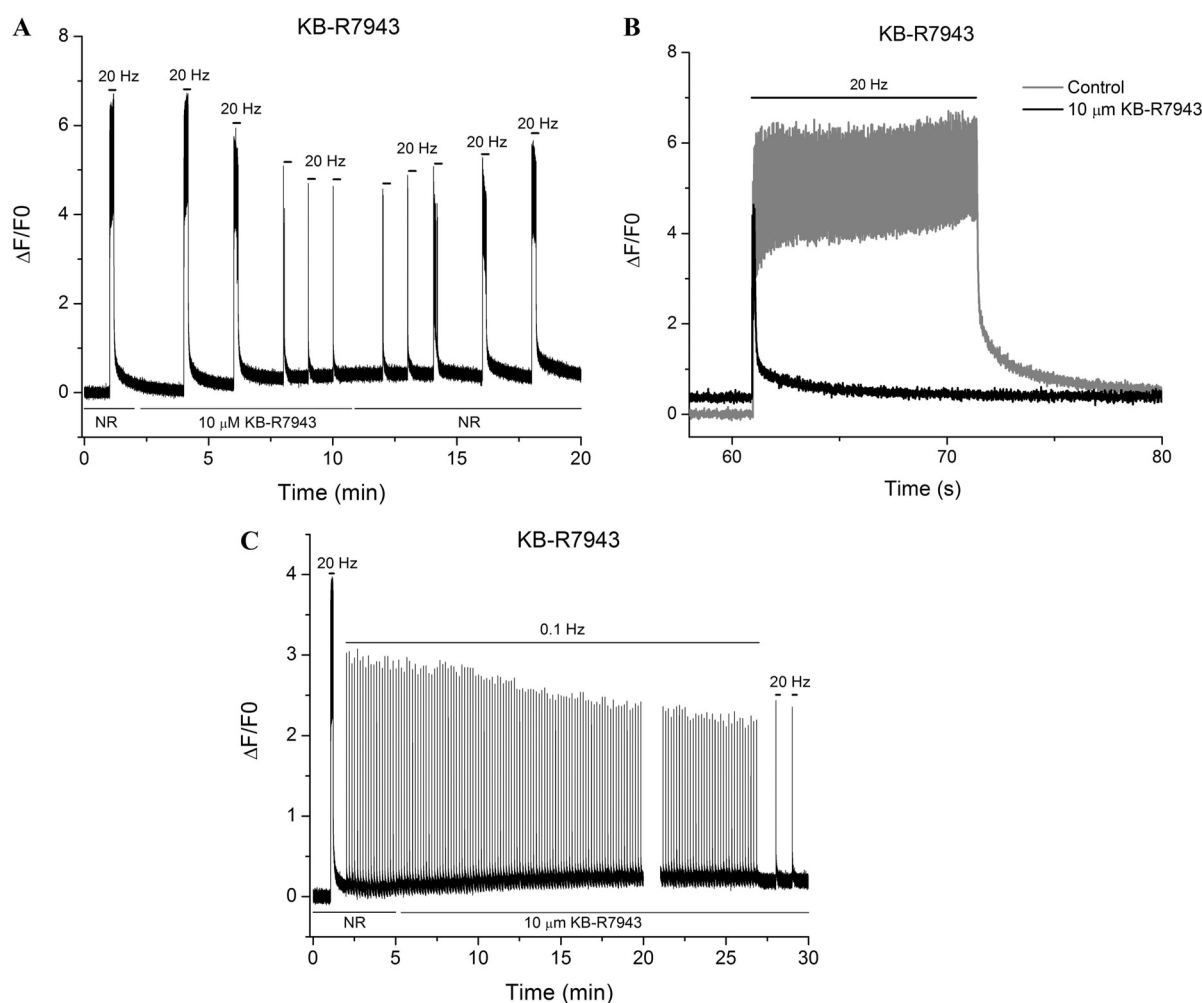 A
KB-R7943
8
6
4
2
0
ΔF/F0
20 Hz
20 Hz
20 Hz
20 Hz
20 Hz
20 Hz
20 Hz
NR
10 μM KB-R7943
NR
0
5
10
15
20
Time (min)
B
KB-R7943
8
6
4
2
0
ΔF/F0
20 Hz
Control
10 μm KB-R7943
60
70
80
Time (s)
C
KB-R7943
4
3
2
1
0
ΔF/F0
20 Hz
0.1 Hz
20 Hz
NR
10 μm KB-R7943
0
5
10
15
20
25
30
Time (min)